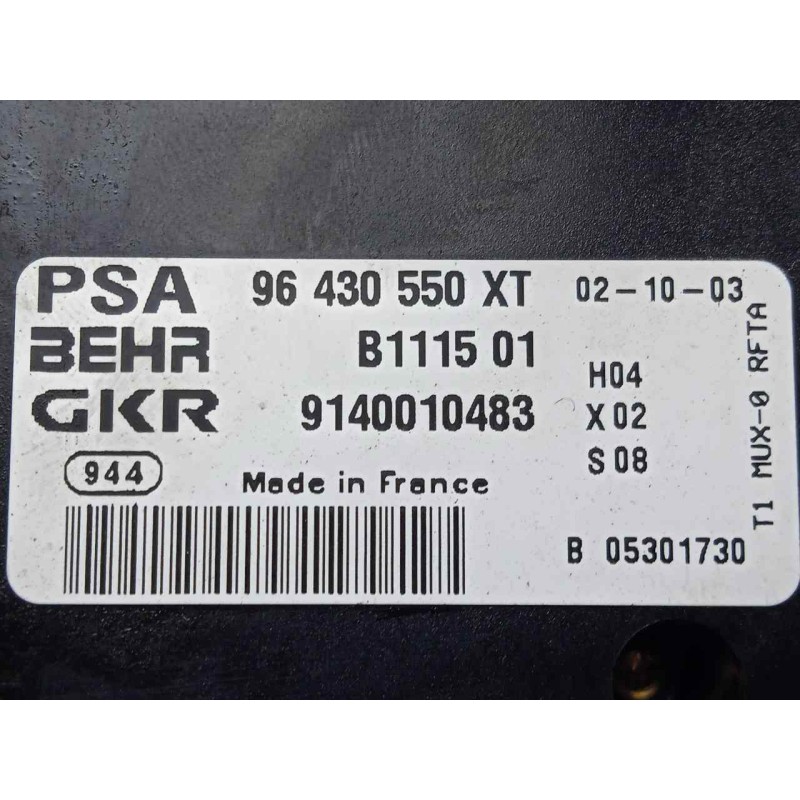 PSA 96 430 550 XT 02-10-03
BEHR B1115 01
GKR 9140010483
H04
X 02
S 08
944
Made in France
B 05301730
T1 MUX-0 RFTA